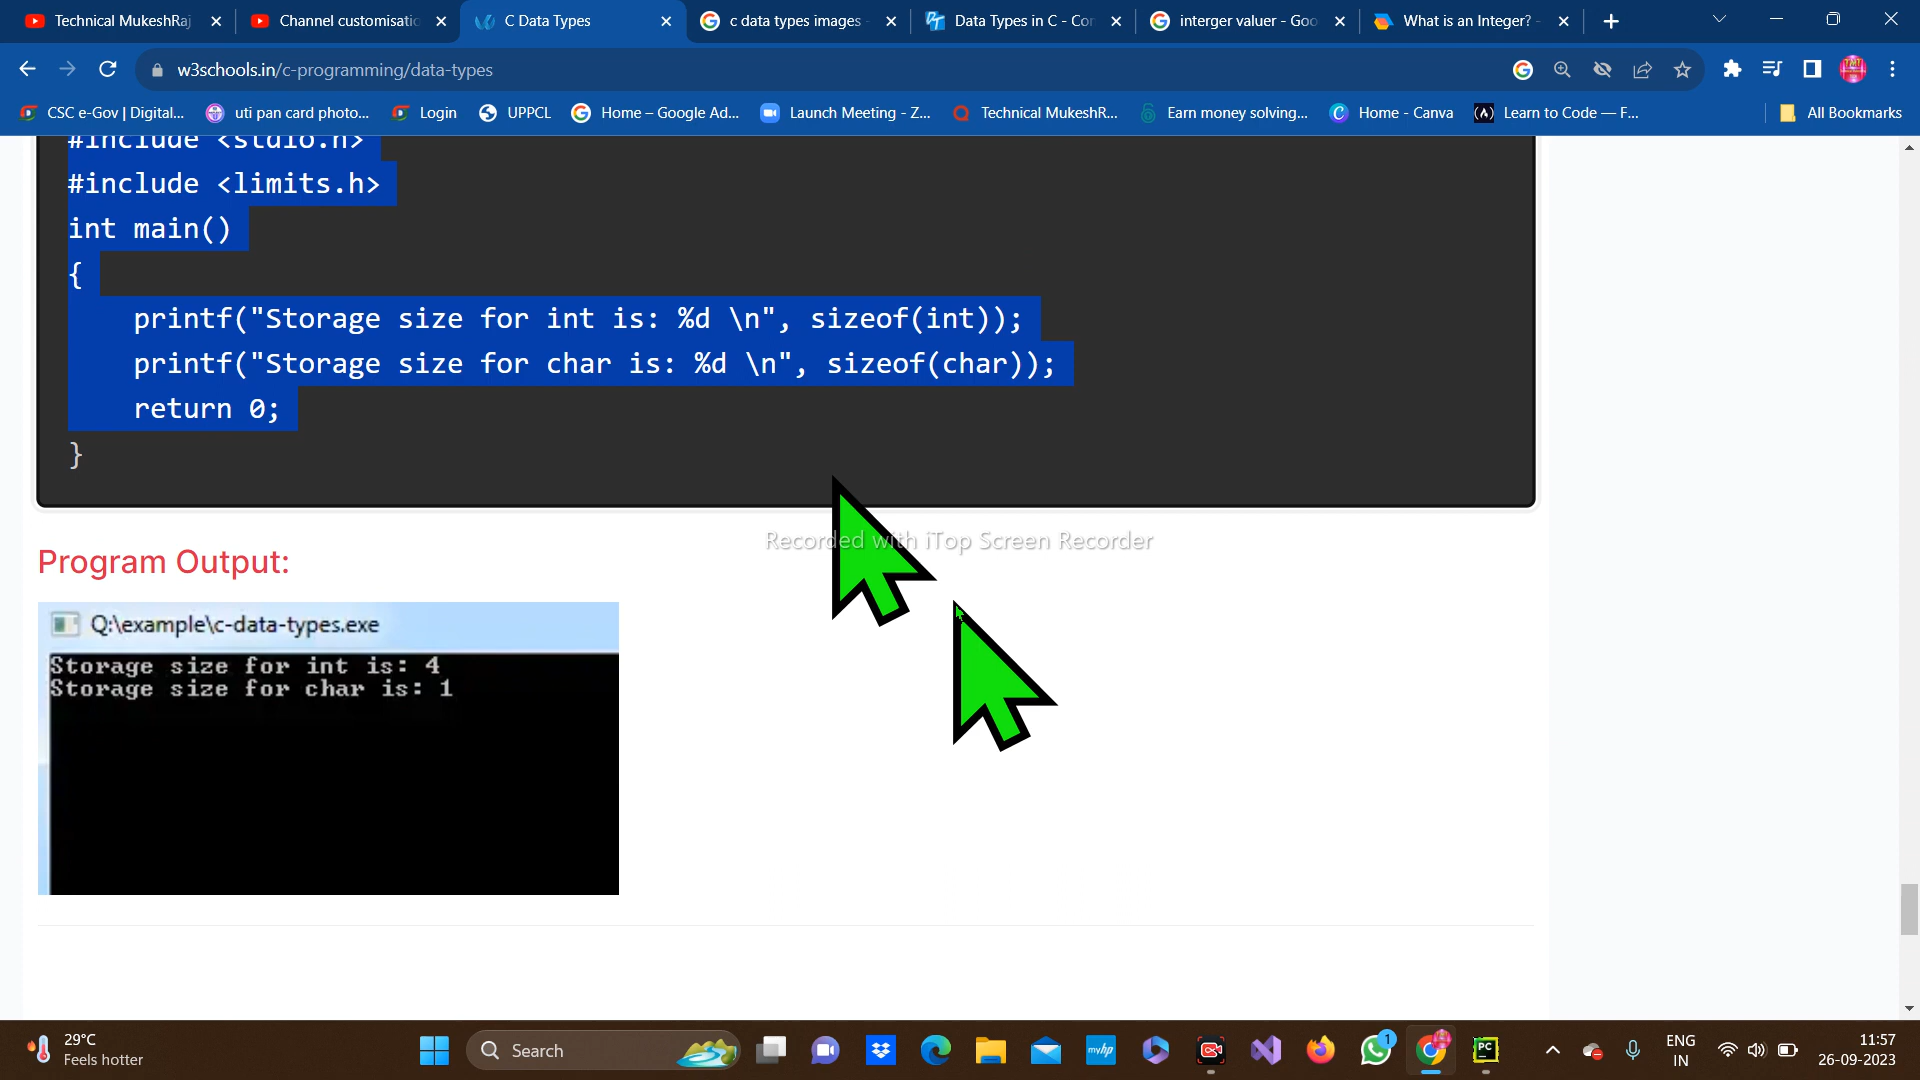 Technical MukeshRaj
Channel customisatio
C Data Types
c data types images -
Data Types in C - Co
interger valuer - Goo
What is an Integer? -
w3schools.in/c-programming/data-types
CSC e-Gov | Digital...
uti pan card photo...
Login
UPPCL
Home – Google Ad...
Launch Meeting - Z...
Technical MukeshR...
Earn money solving...
Home - Canva
Learn to Code — F...
All Bookmarks
#include <stdio.h>
#include <limits.h>
int main()
{
printf("Storage size for int is: %d \n", sizeof(int));
printf("Storage size for char is: %d \n", sizeof(char));
return 0;
}
Recorded with iTop Screen Recorder
Program Output:
Q:\example\c-data-types.exe
Storage size for int is: 4
Storage size for char is: 1
29°C
Feels hotter
Search
myhp
1
PC
ENG
IN
11:57
26-09-2023